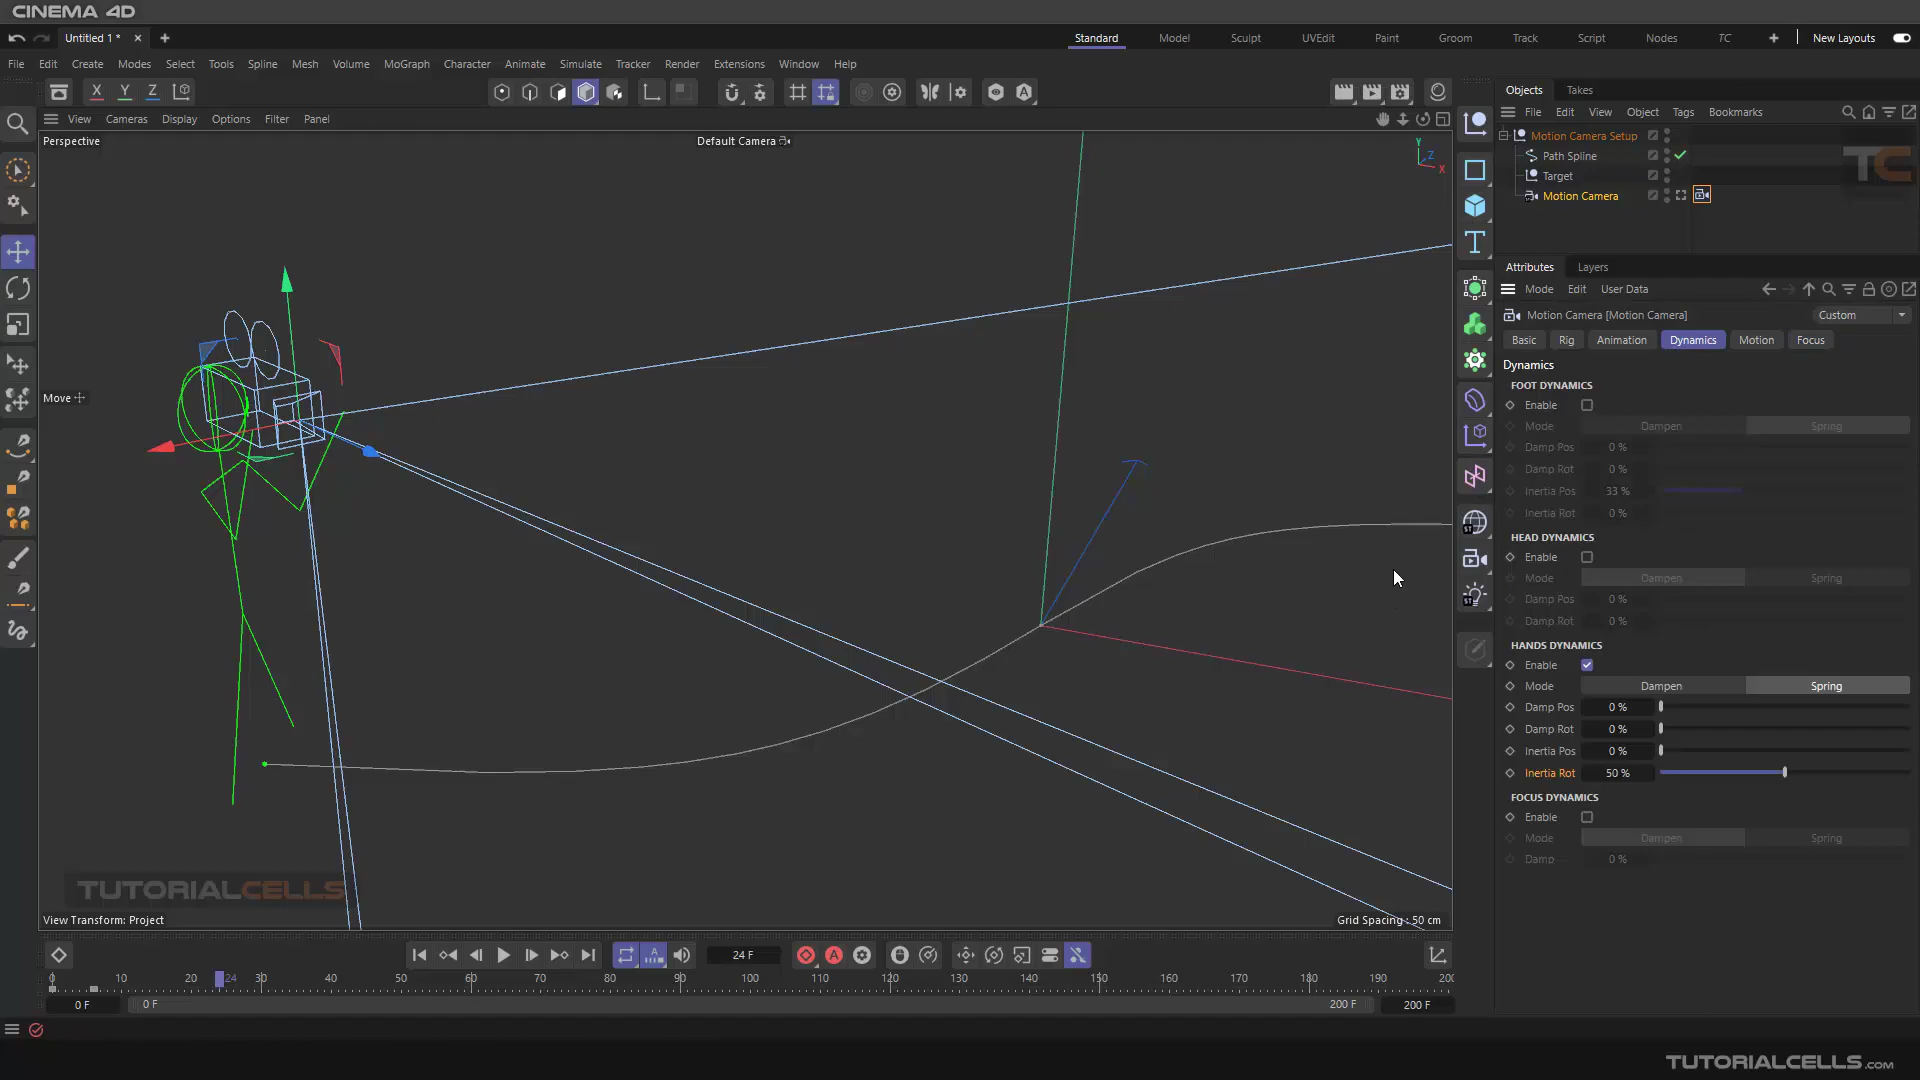 CINEMA 4D
Untitled 1 *
Standard Model Sculpt UVEdit Paint Groom Track Script Nodes TC New Layouts
File Edit Create Modes Select Tools Spline Mesh Volume MoGraph Character Animate Simulate Tracker Render Extensions Window Help
X Y Z
View Cameras Display Options Filter Panel
Perspective
Default Camera
Y
Z
X
Move
TUTORIALCELLS
View Transform: Project
Grid Spacing : 50 cm
Objects Takes
File Edit View Object Tags Bookmarks
Motion Camera Setup
Path Spline
Target
Motion Camera
TC
Attributes Layers
Mode Edit User Data
Motion Camera [Motion Camera] Custom
Basic Rig Animation Dynamics Motion Focus
Dynamics
FOOT DYNAMICS
Enable
Mode Dampen Spring
Damp Pos 0 %
Damp Rot 0 %
Inertia Pos 33 %
Inertia Rot 0 %
HEAD DYNAMICS
Enable
Mode Dampen Spring
Damp Pos 0 %
Damp Rot 0 %
HANDS DYNAMICS
Enable
Mode Dampen Spring
Damp Pos 0 %
Damp Rot 0 %
Inertia Pos 0 %
Inertia Rot 50 %
FOCUS DYNAMICS
Enable
Mode Dampen Spring
Damp 0 %
24 F
0 10 20 24 30 40 50 60 70 80 90 100 110 120 130 140 150 160 170 180 190 200
0 F 0 F 200 F 200 F
TUTORIALCELLS.com